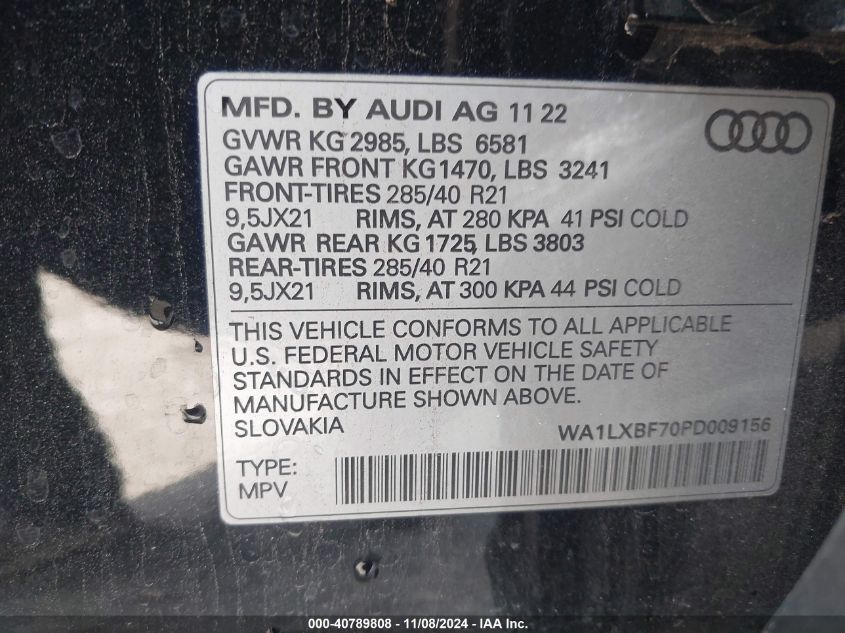 MFD. BY AUDI AG 11 22
GVWR KG 2985, LBS 6581
GAWR FRONT KG1470, LBS 3241
FRONT-TIRES 285/40 R21
9,5JX21 RIMS, AT 280 KPA 41 PSI COLD
GAWR REAR KG 1725, LBS 3803
REAR-TIRES 285/40 R21
9,5JX21 RIMS, AT 300 KPA 44 PSI COLD
THIS VEHICLE CONFORMS TO ALL APPLICABLE
U.S. FEDERAL MOTOR VEHICLE SAFETY
STANDARDS IN EFFECT ON THE DATE OF
MANUFACTURE SHOWN ABOVE.
SLOVAKIA WA1LXBF70PD009156
TYPE:
MPV
000-40789808 - 11/08/2024 - IAA Inc.